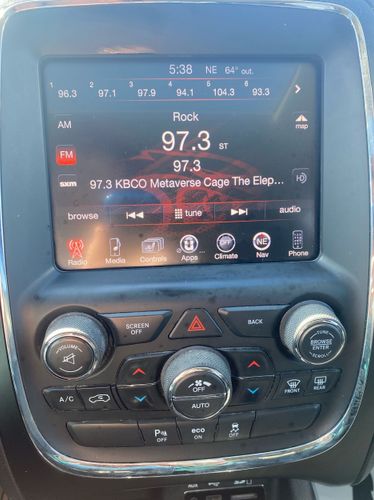 5:38 NE 64° out.
1 96.3 2 97.1 3 97.9 4 94.1 5 104.3 6 93.3
AM Rock map
97.3 ST
FM 97.3
sxm 97.3 KBCO Metaverse Cage The Elep...
browse tune audio
Radio Media Controls Apps Climate Nav Phone
OFF NE
SCREEN OFF BACK
VOLUME TUNE
BROWSE
ENTER
SCROLL
OFF
A/C AUTO FRONT REAR
eco
ON OFF
AUX